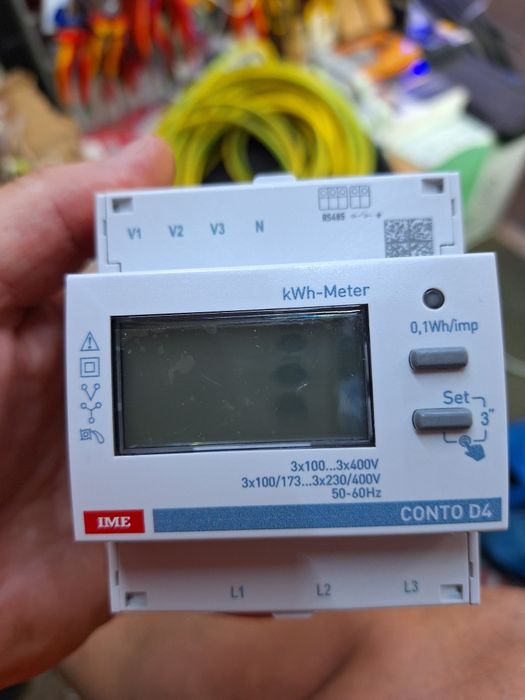 RS485
V1 V2 V3 N
kWh-Meter
0,1Wh/imp
Set
3"
3x100...3x400V
3x100/173...3x230/400V
50-60Hz
IME
CONTO D4
L1 L2 L3